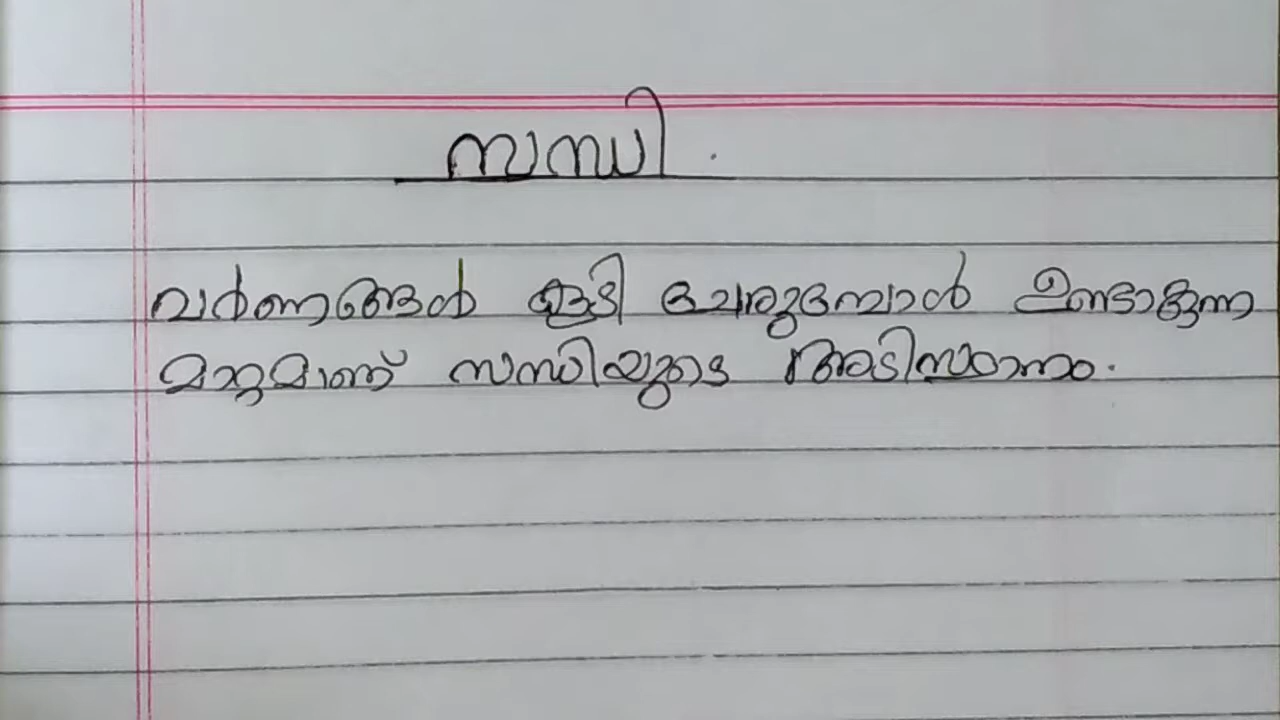 സന്ധി.
വർണങ്ങൾ കൂടി ചേരുമ്പോൾ ഉണ്ടാകുന്ന
മാറ്റമാണ് സന്ധിയുടെ അടിസ്ഥാനം.